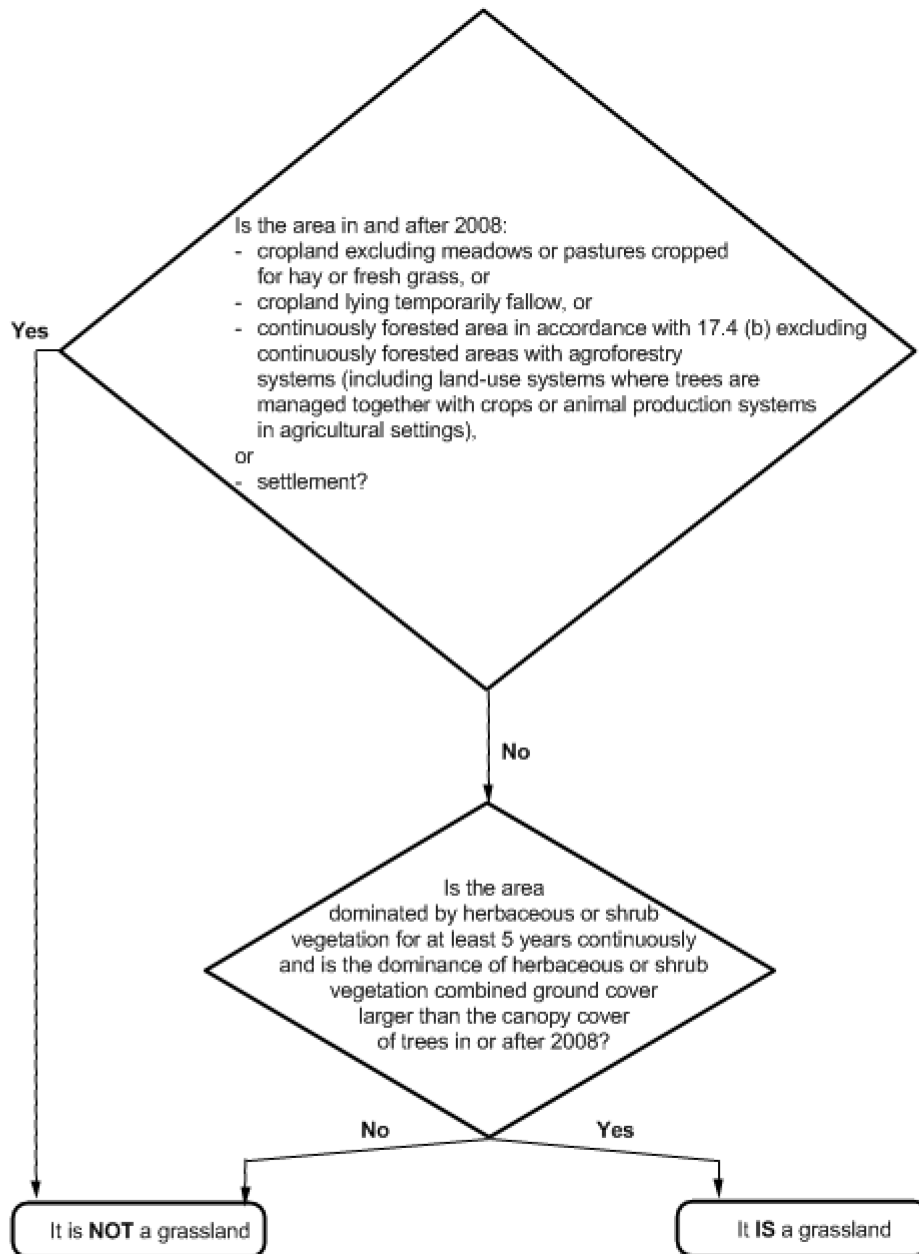 Is the area in and after 2008:
- cropland excluding meadows or pastures cropped
for hay or fresh grass, or
- cropland lying temporarily fallow, or
- continuously forested area in accordance with 17.4 (b) excluding
continuously forested areas with agroforestry
systems (including land-use systems where trees are
managed together with crops or animal production systems
in agricultural settings),
or
- settlement?
Yes
No
Is the area
dominated by herbaceous or shrub
vegetation for at least 5 years continuously
and is the dominance of herbaceous or shrub
vegetation combined ground cover
larger than the canopy cover
of trees in or after 2008?
No
Yes
It is NOT a grassland
It IS a grassland